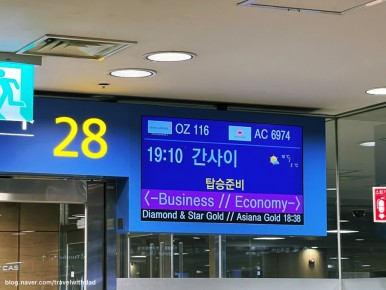 28
OZ 116 AC 6974
19:10 간사이
탑승준비
<-Business // Economy->
Diamond & Star Gold // Asiana Gold 18:38
CAS
blog.naver.com/travelwithdad